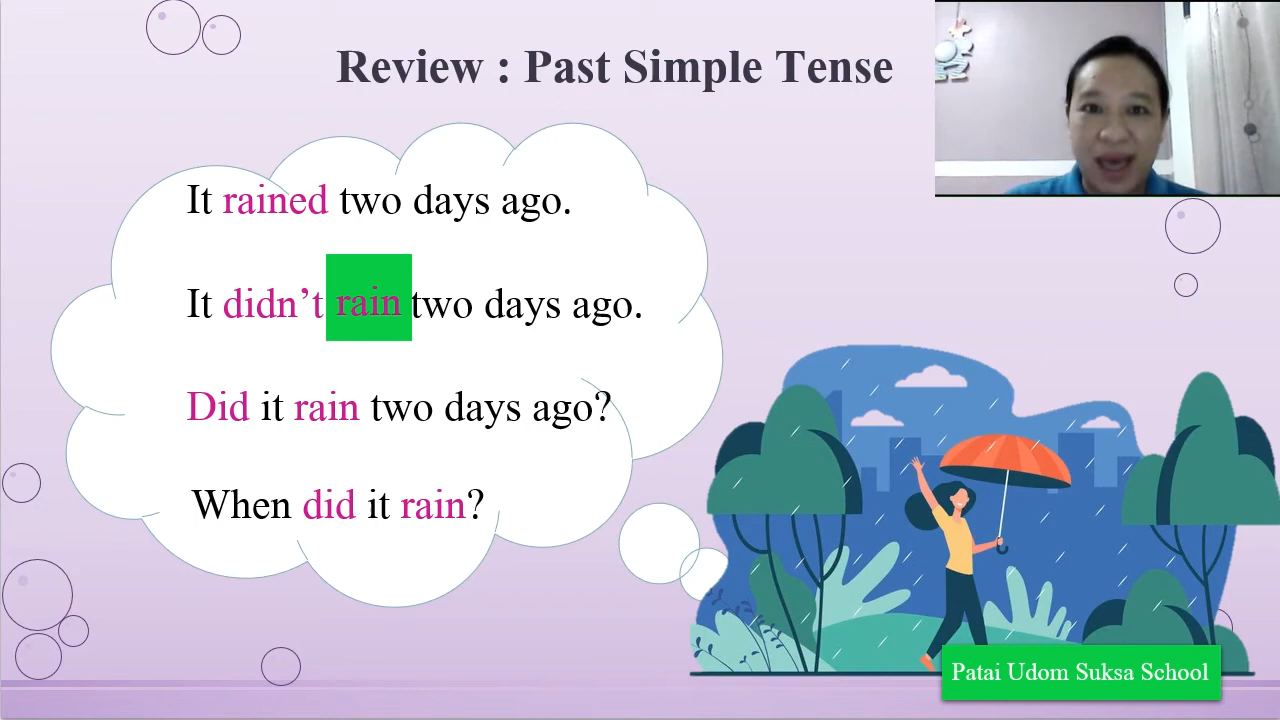 Review : Past Simple Tense
It rained two days ago.
It didn’t rain two days ago.
Did it rain two days ago?
When did it rain?
Patai Udom Suksa School